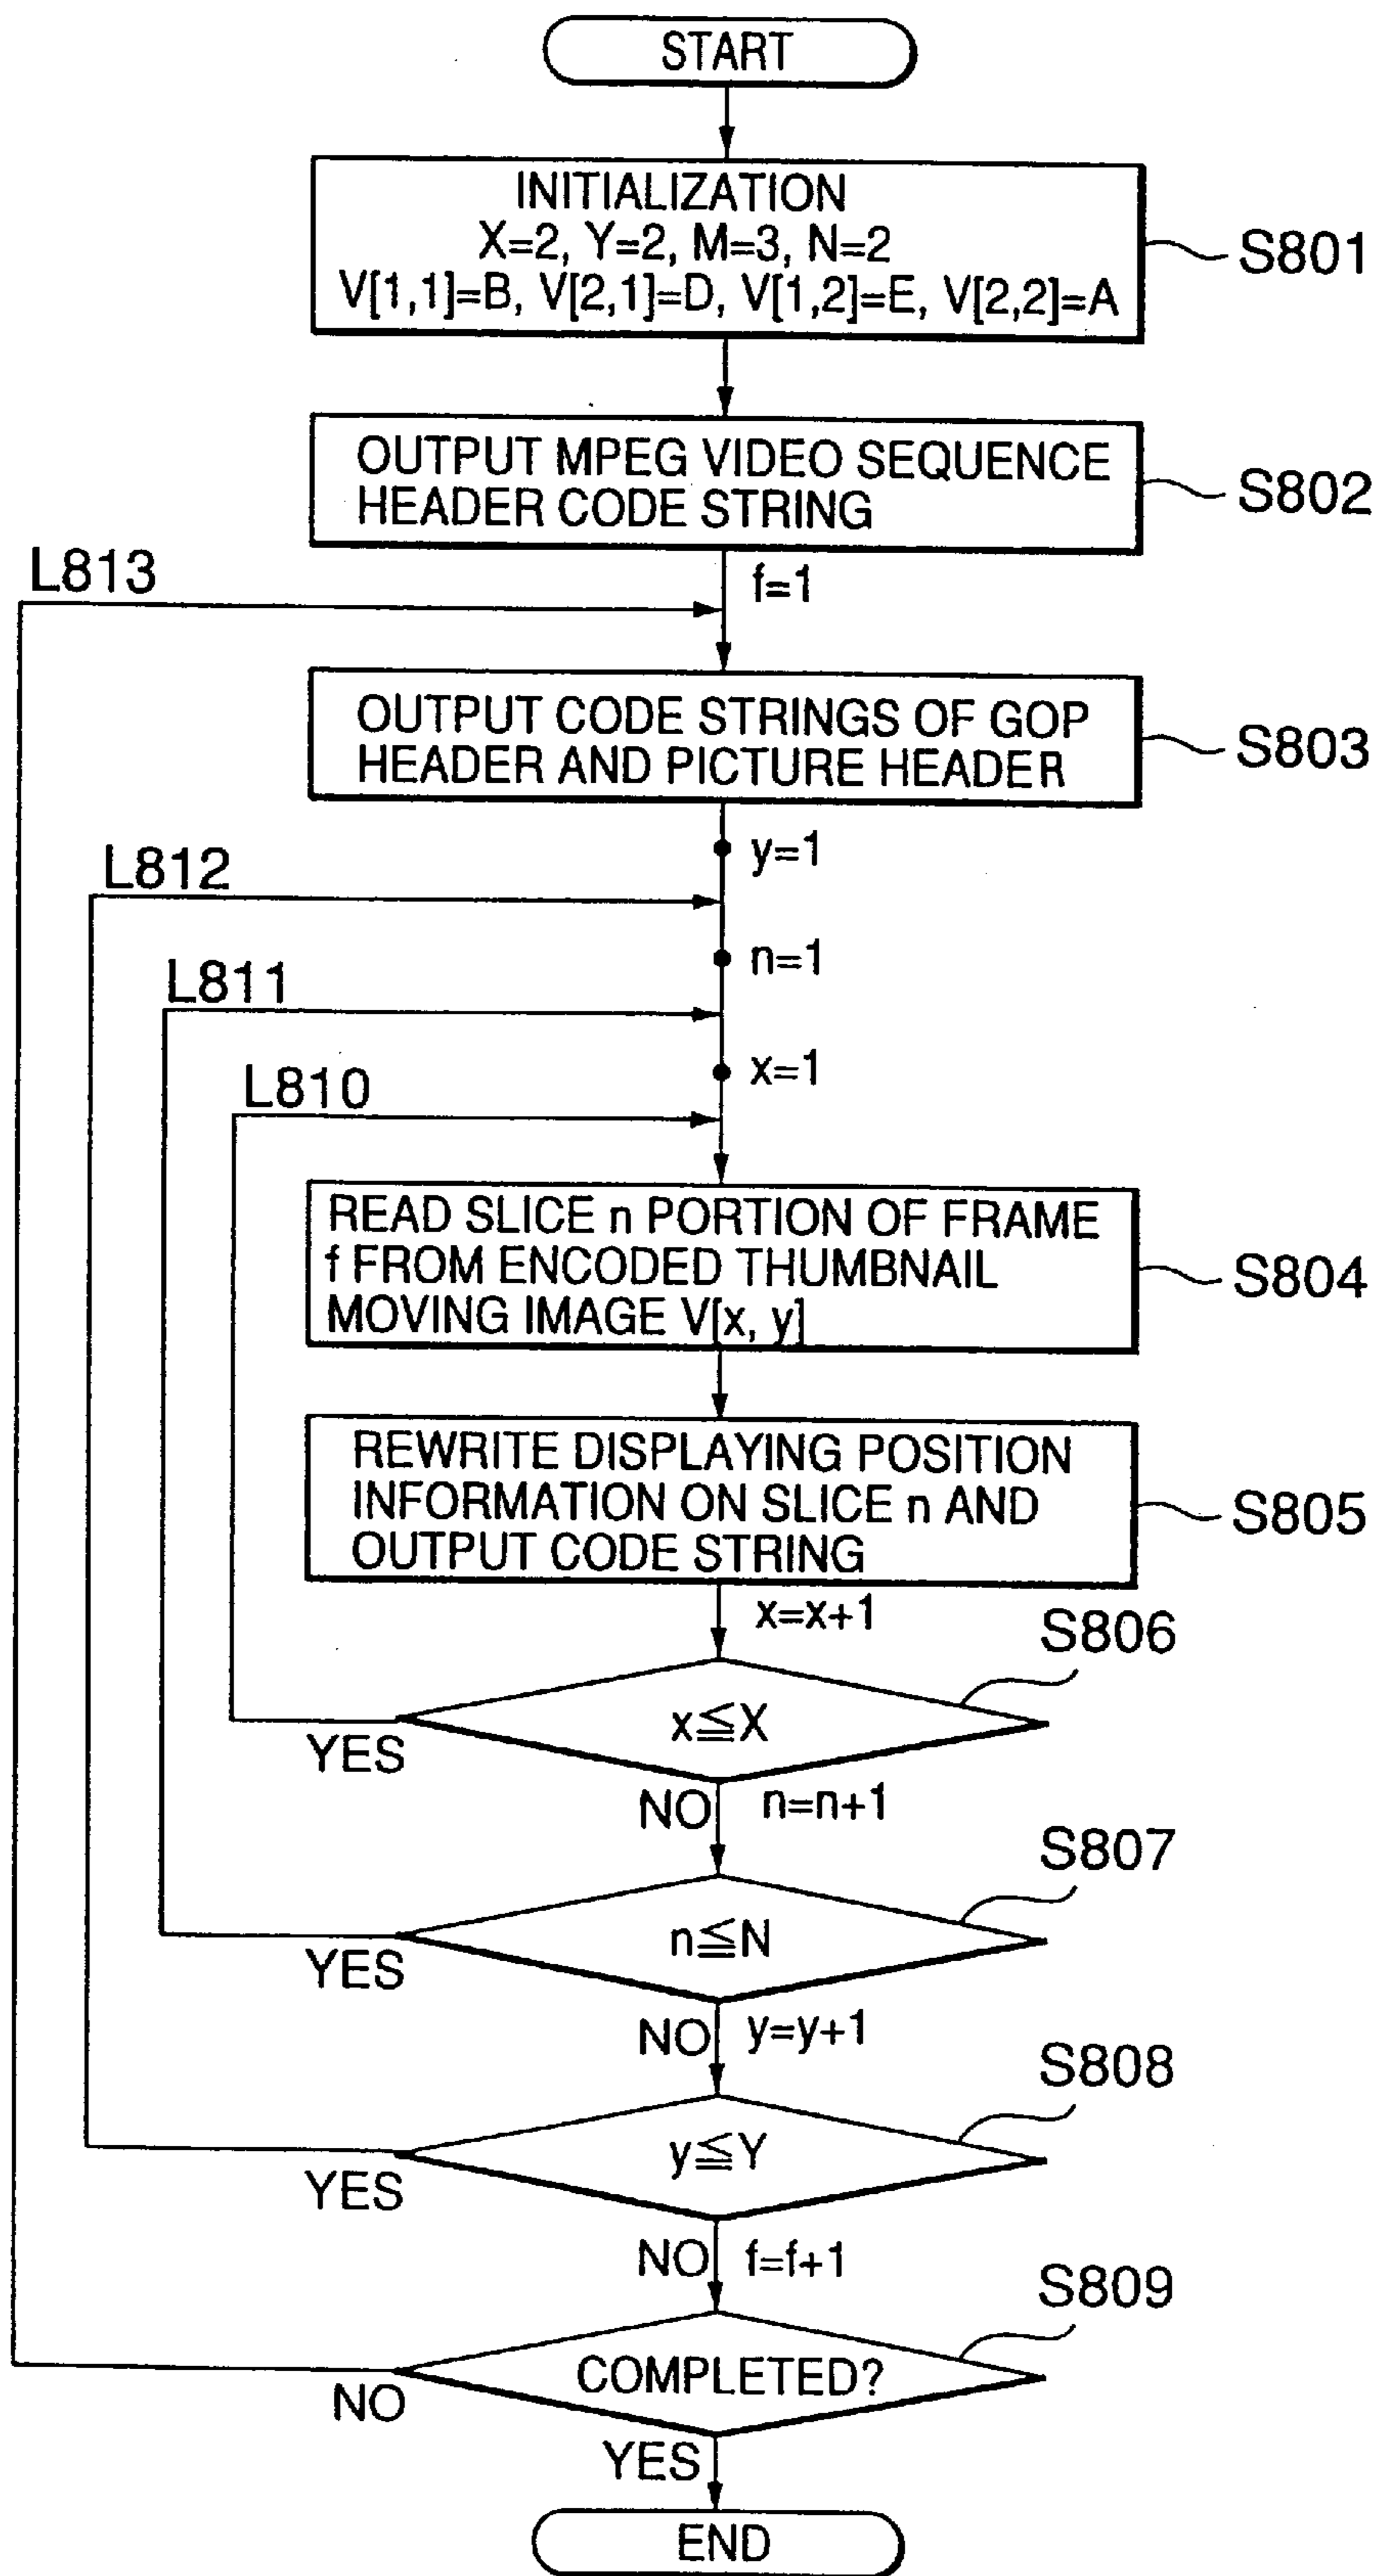 START
INITIALIZATION
X=2, Y=2, M=3, N=2
V[1,1]=B, V[2,1]=D, V[1,2]=E, V[2,2]=A
S801
OUTPUT MPEG VIDEO SEQUENCE
HEADER CODE STRING
S802
L813
f=1
OUTPUT CODE STRINGS OF GOP
HEADER AND PICTURE HEADER
S803
y=1
L812
n=1
L811
x=1
L810
READ SLICE n PORTION OF FRAME
f FROM ENCODED THUMBNAIL
MOVING IMAGE V[x, y]
S804
REWRITE DISPLAYING POSITION
INFORMATION ON SLICE n AND
OUTPUT CODE STRING
S805
x=x+1
S806
x≦X
YES
NO
n=n+1
S807
n≦N
YES
NO
y=y+1
S808
y≦Y
YES
NO
f=f+1
S809
COMPLETED?
NO
YES
END